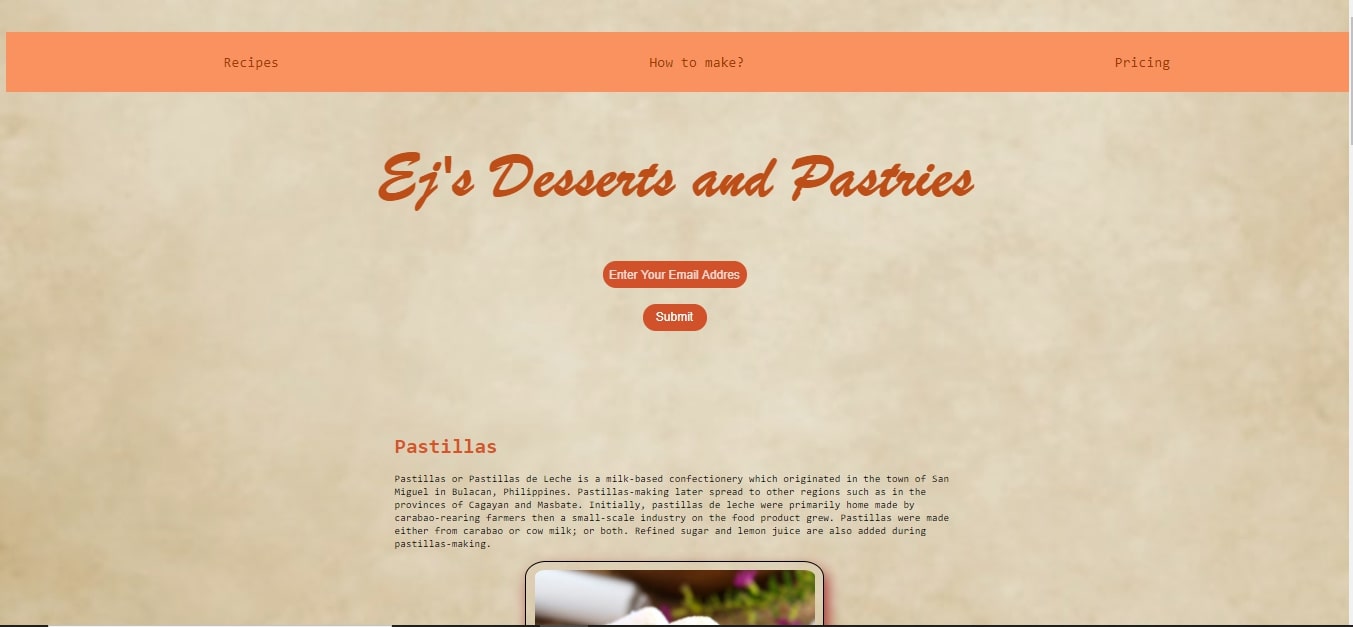 Recipes How to make? Pricing
Ej's Desserts and Pastries
Enter Your Email Addres
Submit
Pastillas
Pastillas or Pastillas de Leche is a milk-based confectionery which originated in the town of San
Miguel in Bulacan, Philippines. Pastillas-making later spread to other regions such as in the
provinces of Cagayan and Masbate. Initially, pastillas de leche were primarily home made by
carabao-rearing farmers then a small-scale industry on the food product grew. Pastillas were made
either from carabao or cow milk; or both. Refined sugar and lemon juice are also added during
pastillas-making.